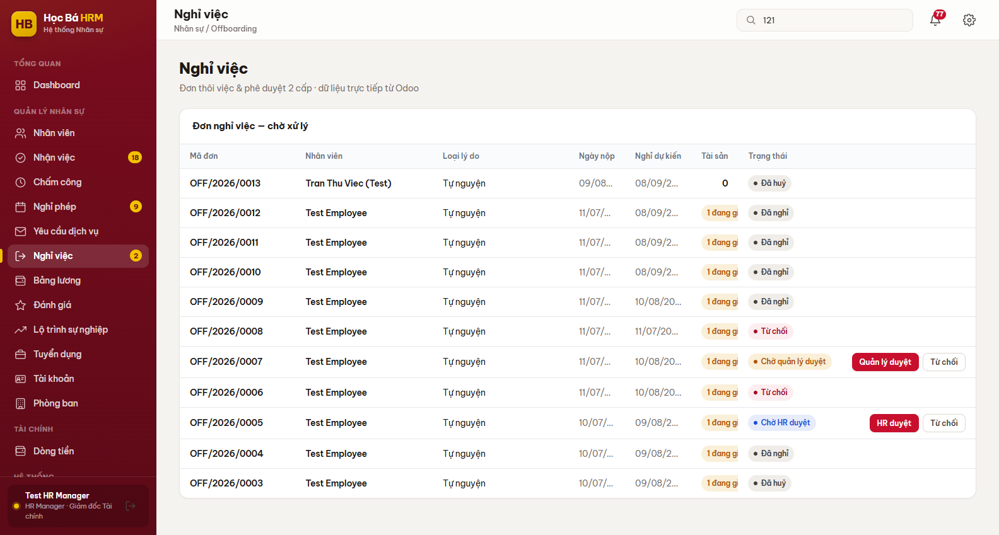 HB
Học Bá HRM
Hệ thống Nhân sự
TỔNG QUAN
Dashboard
QUẢN LÝ NHÂN SỰ
Nhân viên
Nhận việc 18
Chấm công
Nghỉ phép 9
Yêu cầu dịch vụ
Nghỉ việc 2
Bảng lương
Đánh giá
Lộ trình sự nghiệp
Tuyển dụng
Tài khoản
Phòng ban
TÀI CHÍNH
Dòng tiền
HỆ THỐNG
Test HR Manager
HR Manager · Giám đốc Tài
chính
Nghỉ việc
Nhân sự / Offboarding
121
77
Nghỉ việc
Đơn thôi việc & phê duyệt 2 cấp · dữ liệu trực tiếp từ Odoo
Đơn nghỉ việc — chờ xử lý
Mã đơn Nhân viên Loại lý do Ngày nộp Nghỉ dự kiến Tài sản Trạng thái
OFF/2026/0013 Tran Thu Viec (Test) Tự nguyện 09/08... 08/09/2... 0 Đã huỷ
OFF/2026/0012 Test Employee Tự nguyện 11/07/... 08/09/2... 1 đang gi Đã nghỉ
OFF/2026/0011 Test Employee Tự nguyện 11/07/... 08/09/2... 1 đang gi Đã nghỉ
OFF/2026/0010 Test Employee Tự nguyện 11/07/... 08/09/2... 1 đang gi Đã nghỉ
OFF/2026/0009 Test Employee Tự nguyện 11/07/... 10/08/20... 1 đang gi Đã nghỉ
OFF/2026/0008 Test Employee Tự nguyện 11/07/... 11/07/20... 1 đang gi Từ chối
OFF/2026/0007 Test Employee Tự nguyện 11/07/... 10/08/20... 1 đang gi Chờ quản lý duyệt Quản lý duyệt Từ chối
OFF/2026/0006 Test Employee Tự nguyện 11/07/... 10/08/20... 1 đang gi Từ chối
OFF/2026/0005 Test Employee Tự nguyện 10/07/... 09/08/2... 1 đang gi Chờ HR duyệt HR duyệt Từ chối
OFF/2026/0004 Test Employee Tự nguyện 10/07/... 09/08/2... 1 đang gi Đã nghỉ
OFF/2026/0003 Test Employee Tự nguyện 10/07/... 09/08/2... 1 đang gi Đã huỷ